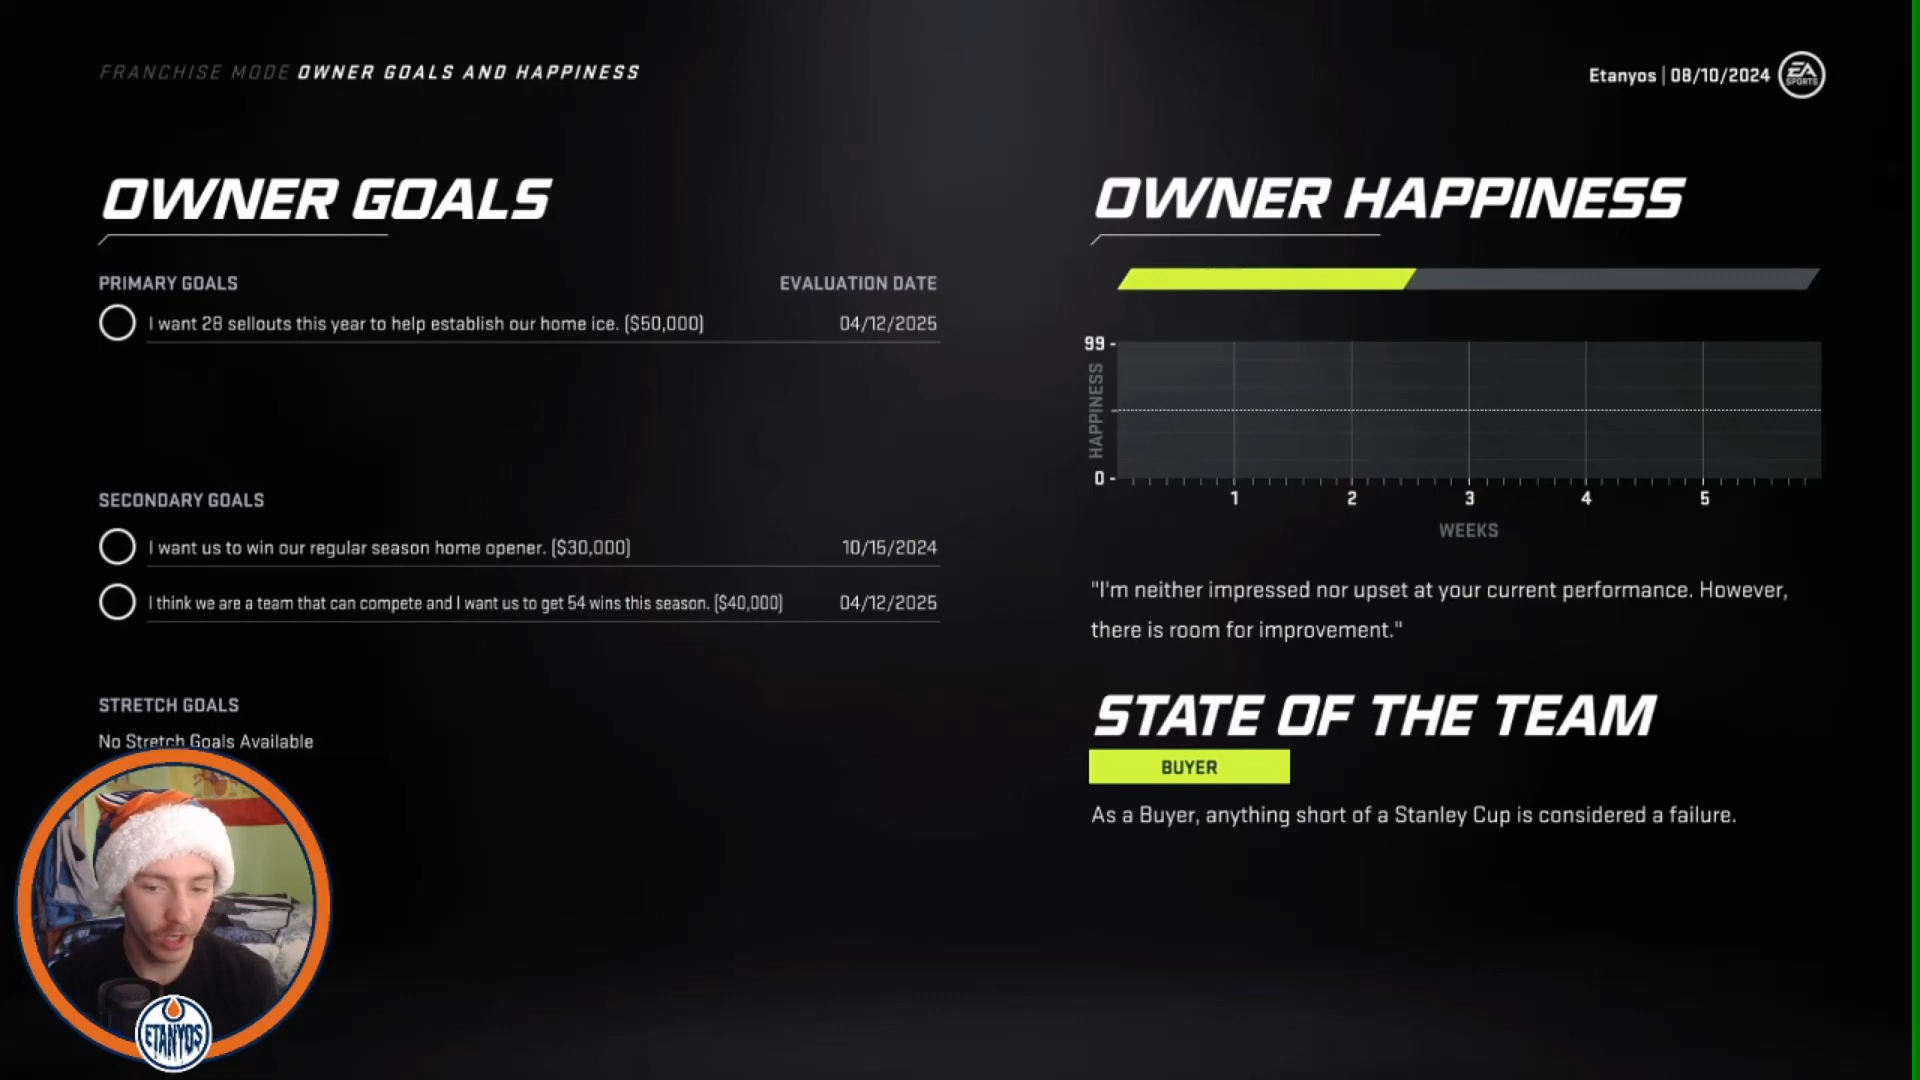 FRANCHISE MODE OWNER GOALS AND HAPPINESS
Etanyos | 08/10/2024
EA
SPORTS
OWNER GOALS
PRIMARY GOALS EVALUATION DATE
I want 28 sellouts this year to help establish our home ice. ($50,000) 04/12/2025
SECONDARY GOALS
I want us to win our regular season home opener. ($30,000) 10/15/2024
I think we are a team that can compete and I want us to get 54 wins this season. ($40,000) 04/12/2025
STRETCH GOALS
No Stretch Goals Available
ETANYOS
OWNER HAPPINESS
99
HAPPINESS
0
1 2 3 4 5
WEEKS
"I'm neither impressed nor upset at your current performance. However,
there is room for improvement."
STATE OF THE TEAM
BUYER
As a Buyer, anything short of a Stanley Cup is considered a failure.